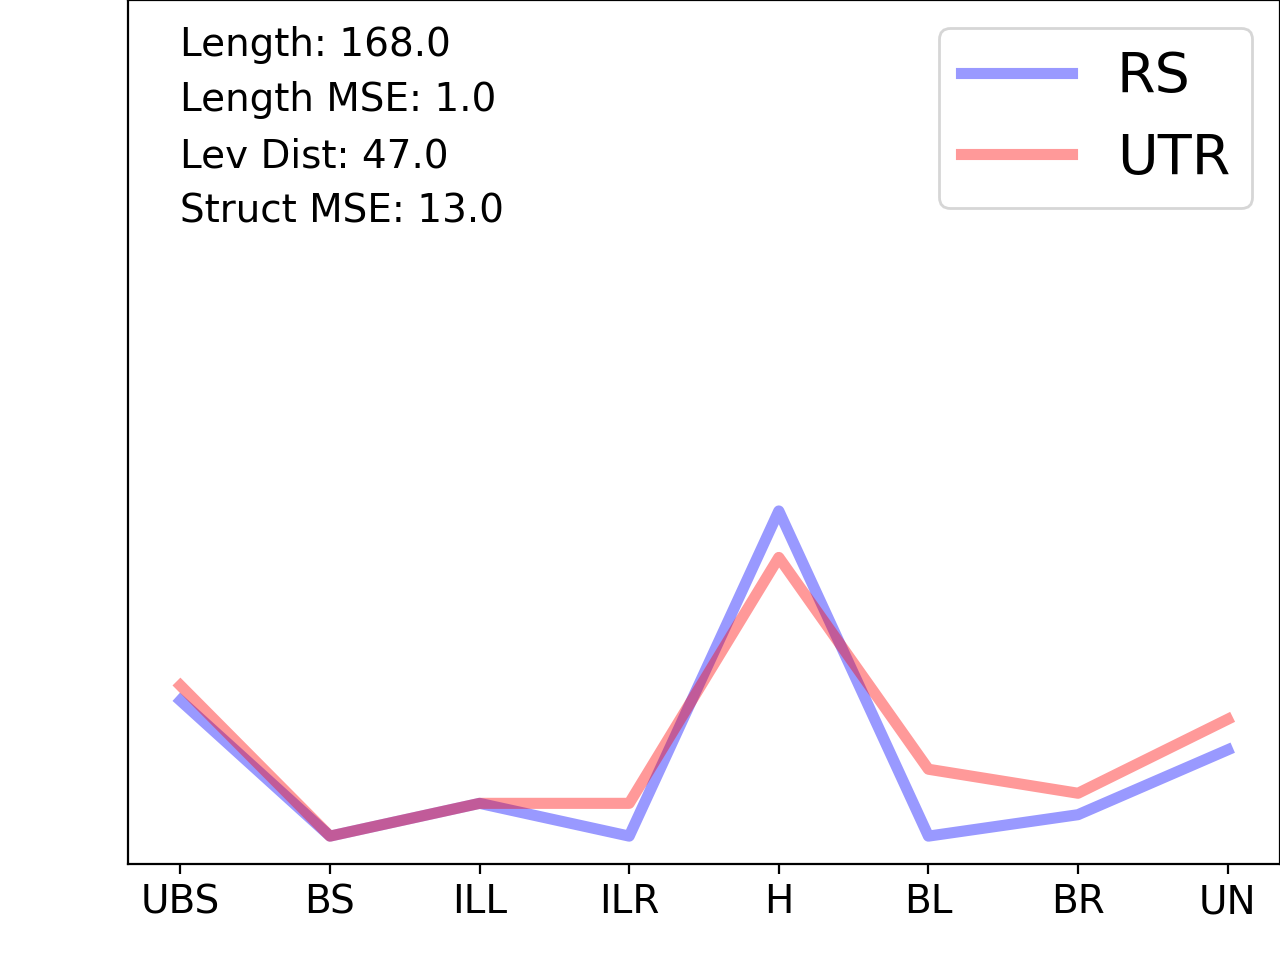 Length: 168.0
Length MSE: 1.0
Lev Dist: 47.0
Struct MSE: 13.0
RS
UTR
UBS BS ILL ILR H BL BR UN